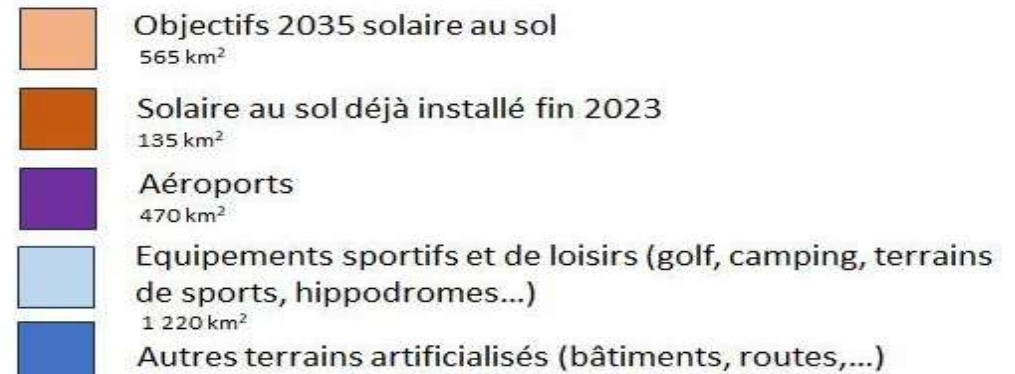 Objectifs 2035 solaire au sol
565 km²
Solaire au sol déjà installé fin 2023
135 km²
Aéroports
470 km²
Equipements sportifs et de loisirs (golf, camping, terrains
de sports, hippodromes...)
1 220 km²
Autres terrains artificialisés (bâtiments, routes,...)